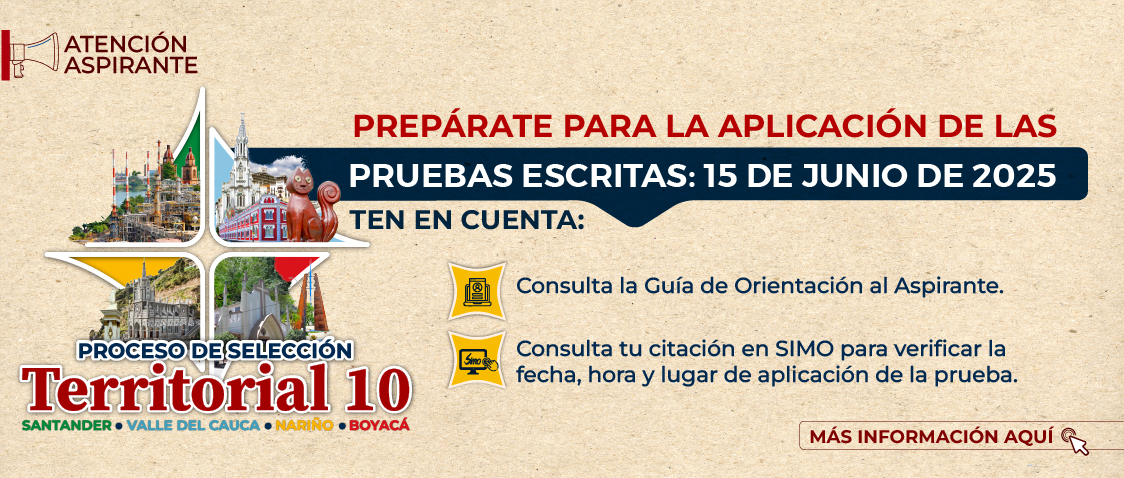 ATENCIÓN
ASPIRANTE
PREPÁRATE PARA LA APLICACIÓN DE LAS
PRUEBAS ESCRITAS: 15 DE JUNIO DE 2025
TEN EN CUENTA:
Consulta la Guía de Orientación al Aspirante.
Simo
Consulta tu citación en SIMO para verificar la
fecha, hora y lugar de aplicación de la prueba.
PROCESO DE SELECCIÓN
Territorial 10
SANTANDER • VALLE DEL CAUCA • NARIÑO • BOYACÁ
MÁS INFORMACIÓN AQUÍ